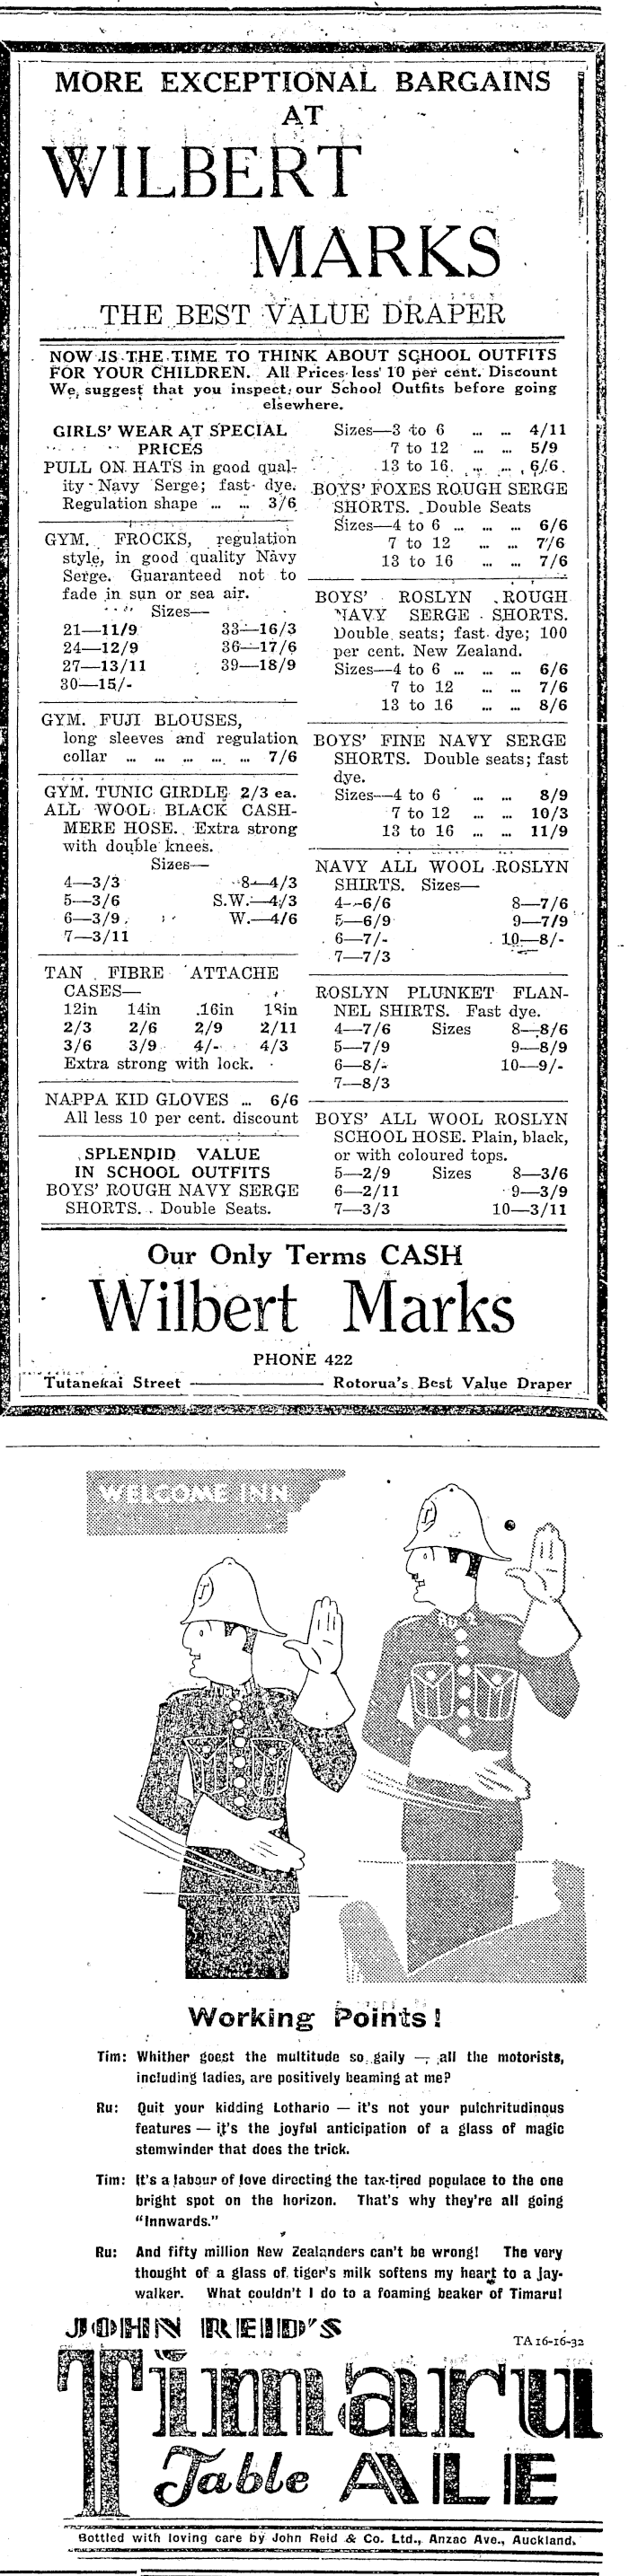 MORE EXCEPTIONAL BARGAINS
AT
WILBERT
MARKS
THE BEST VALUE DRAPER
NOW IS THE TIME TO THINK ABOUT SCHOOL OUTFITS
FOR YOUR CHILDREN. All Prices less 10 per cent. Discount
We suggest that you inspect our School Outfits before going
elsewhere.
GIRLS' WEAR AT SPECIAL
PRICES
PULL ON HATS in good qual-
ity Navy Serge; fast dye.
Regulation shape ... ... 3/6
GYM. FROCKS, regulation
style, in good quality Navy
Serge. Guaranteed not to
fade in sun or sea air.
Sizes—
21—11/9 33—16/3
24—12/9 36—17/6
27—13/11 39—18/9
30—15/-
GYM. FUJI BLOUSES,
long sleeves and regulation
collar ... ... ... ... ... 7/6
GYM. TUNIC GIRDLE 2/3 ea.
ALL WOOL BLACK CASH-
MERE HOSE. Extra strong
with double knees.
Sizes—
4—3/3 8—4/3
5—3/6 S.W.—4/3
6—3/9 W.—4/6
7—3/11
TAN FIBRE ATTACHE
CASES—
12in 14in 16in 18in
2/3 2/6 2/9 2/11
3/6 3/9 4/- 4/3
Extra strong with lock.
NAPPA KID GLOVES ... 6/6
All less 10 per cent. discount
SPLENDID VALUE
IN SCHOOL OUTFITS
BOYS' ROUGH NAVY SERGE
SHORTS. Double Seats.
Sizes—3 to 6 ... ... 4/11
7 to 12 ... ... 5/9
13 to 16 ... ... 6/6
BOYS' FOXES ROUGH SERGE
SHORTS. Double Seats
Sizes—4 to 6 ... ... ... 6/6
7 to 12 ... ... 7/6
13 to 16 ... ... 7/6
BOYS' ROSLYN ROUGH
NAVY SERGE SHORTS.
Double seats; fast dye; 100
per cent. New Zealand.
Sizes—4 to 6 ... ... ... 6/6
7 to 12 ... ... 7/6
13 to 16 ... ... 8/6
BOYS' FINE NAVY SERGE
SHORTS. Double seats; fast
dye.
Sizes—4 to 6 ... ... 8/9
7 to 12 ... ... 10/3
13 to 16 ... ... 11/9
NAVY ALL WOOL ROSLYN
SHIRTS. Sizes—
4—6/6 8—7/6
5—6/9 9—7/9
6—7/- 10—8/-
7—7/3
ROSLYN PLUNKET FLAN-
NEL SHIRTS. Fast dye.
4—7/6 Sizes 8—8/6
5—7/9 9—8/9
6—8/- 10—9/-
7—8/3
BOYS' ALL WOOL ROSLYN
SCHOOL HOSE. Plain, black,
or with coloured tops.
5—2/9 Sizes 8—3/6
6—2/11 9—3/9
7—3/3 10—3/11
Our Only Terms CASH
Wilbert Marks
PHONE 422
Tutanekai Street — Rotorua's Best Value Draper
WELCOME INN
Working Points!
Tim: Whither goest the multitude so gaily — all the motorists,
including ladies, are positively beaming at me?
Ru: Quit your kidding Lothario — it's not your pulchritudinous
features — it's the joyful anticipation of a glass of magic
stemwinder that does the trick.
Tim: It's a labour of love directing the tax-tired populace to the one
bright spot on the horizon. That's why they're all going
"Innwards."
Ru: And fifty million New Zealanders can't be wrong! The very
thought of a glass of tiger's milk softens my heart to a jay-
walker. What couldn't I do to a foaming beaker of Timaru!
JOHN REID'S
TA 16-16-32
Timaru
Table ALE
Bottled with loving care by John Reid & Co. Ltd., Anzac Ave., Auckland.